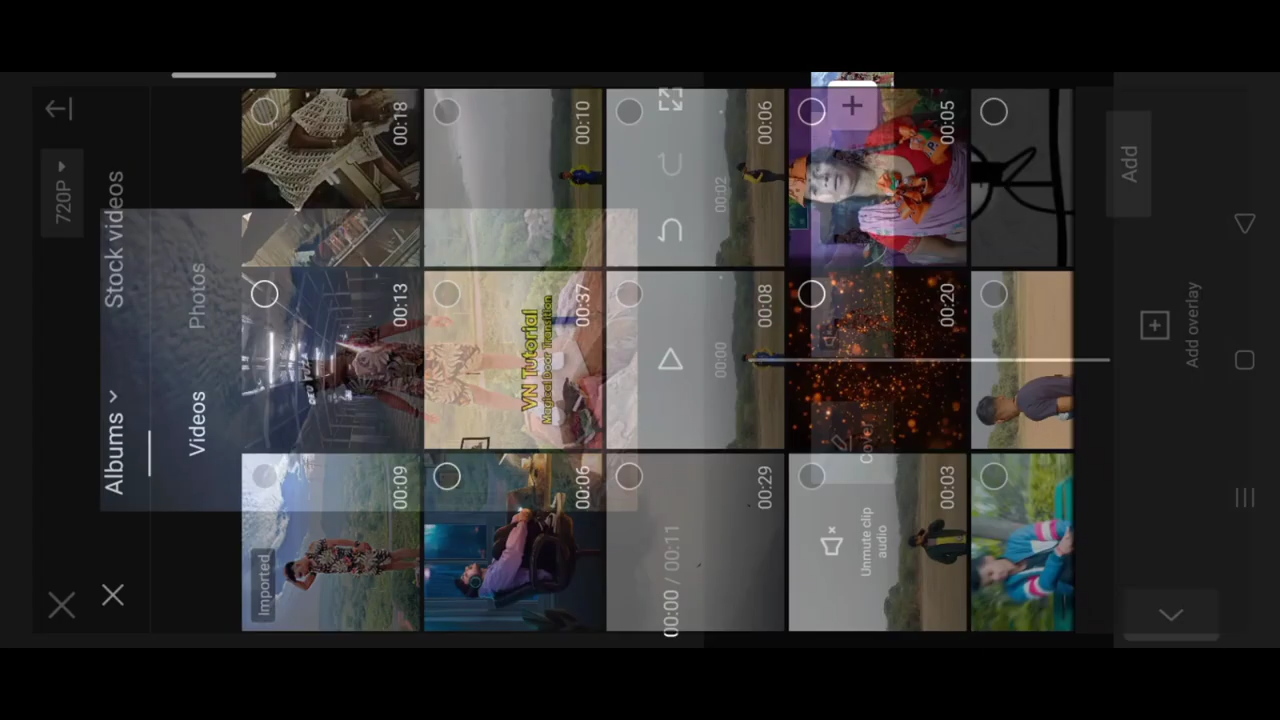 720P
Albums
Stock videos
Videos
Photos
Imported
00:09
00:13
00:18
00:06
00:37
00:10
VN Tutorial
Magical Door Transition
00:00 / 00:11
00:00
00:02
00:29
00:08
00:06
Unmute clip
audio
Cover
00:03
00:20
00:05
Add
Add overlay